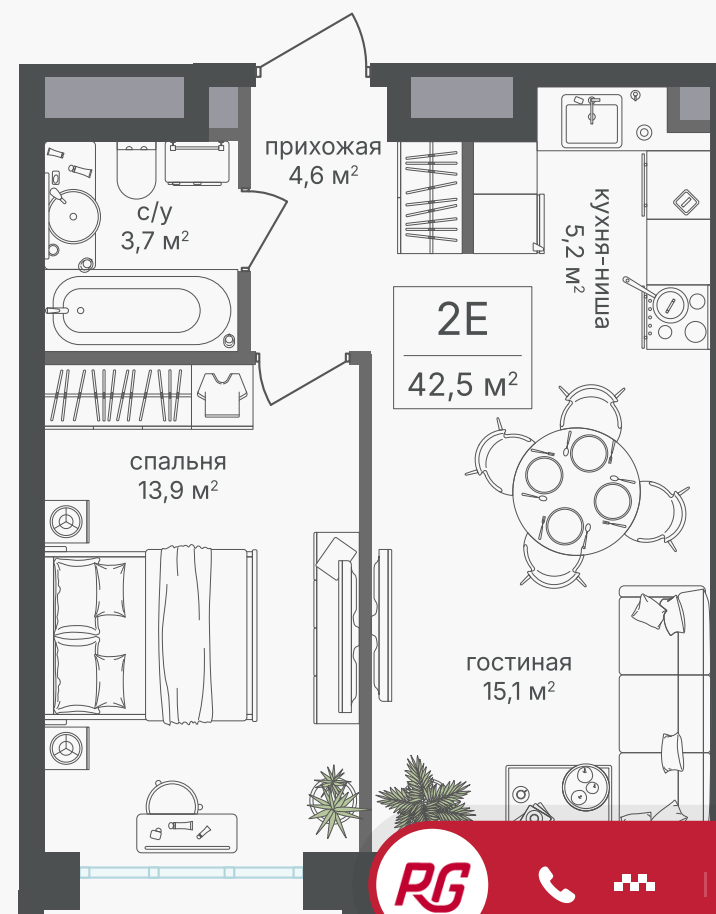 прихожая
4,6 м²
с/у
3,7 м²
кухня-ниша
5,2 м²
2Е
42,5 м²
спальня
13,9 м²
гостиная
15,1 м²
RG